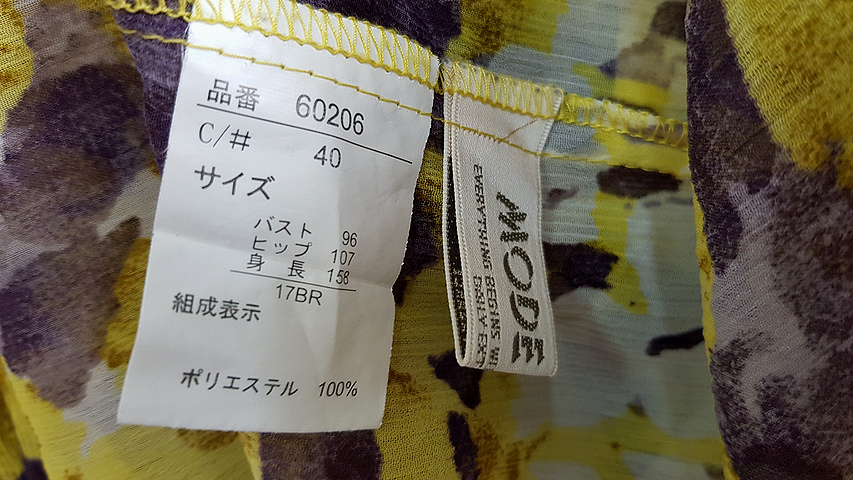 品番 60206
C/# 40
サイズ
バスト 96
ヒップ 107
身長 158
17BR
組成表示
ポリエステル 100%
MODE
EVERYTHING BEGINS WI